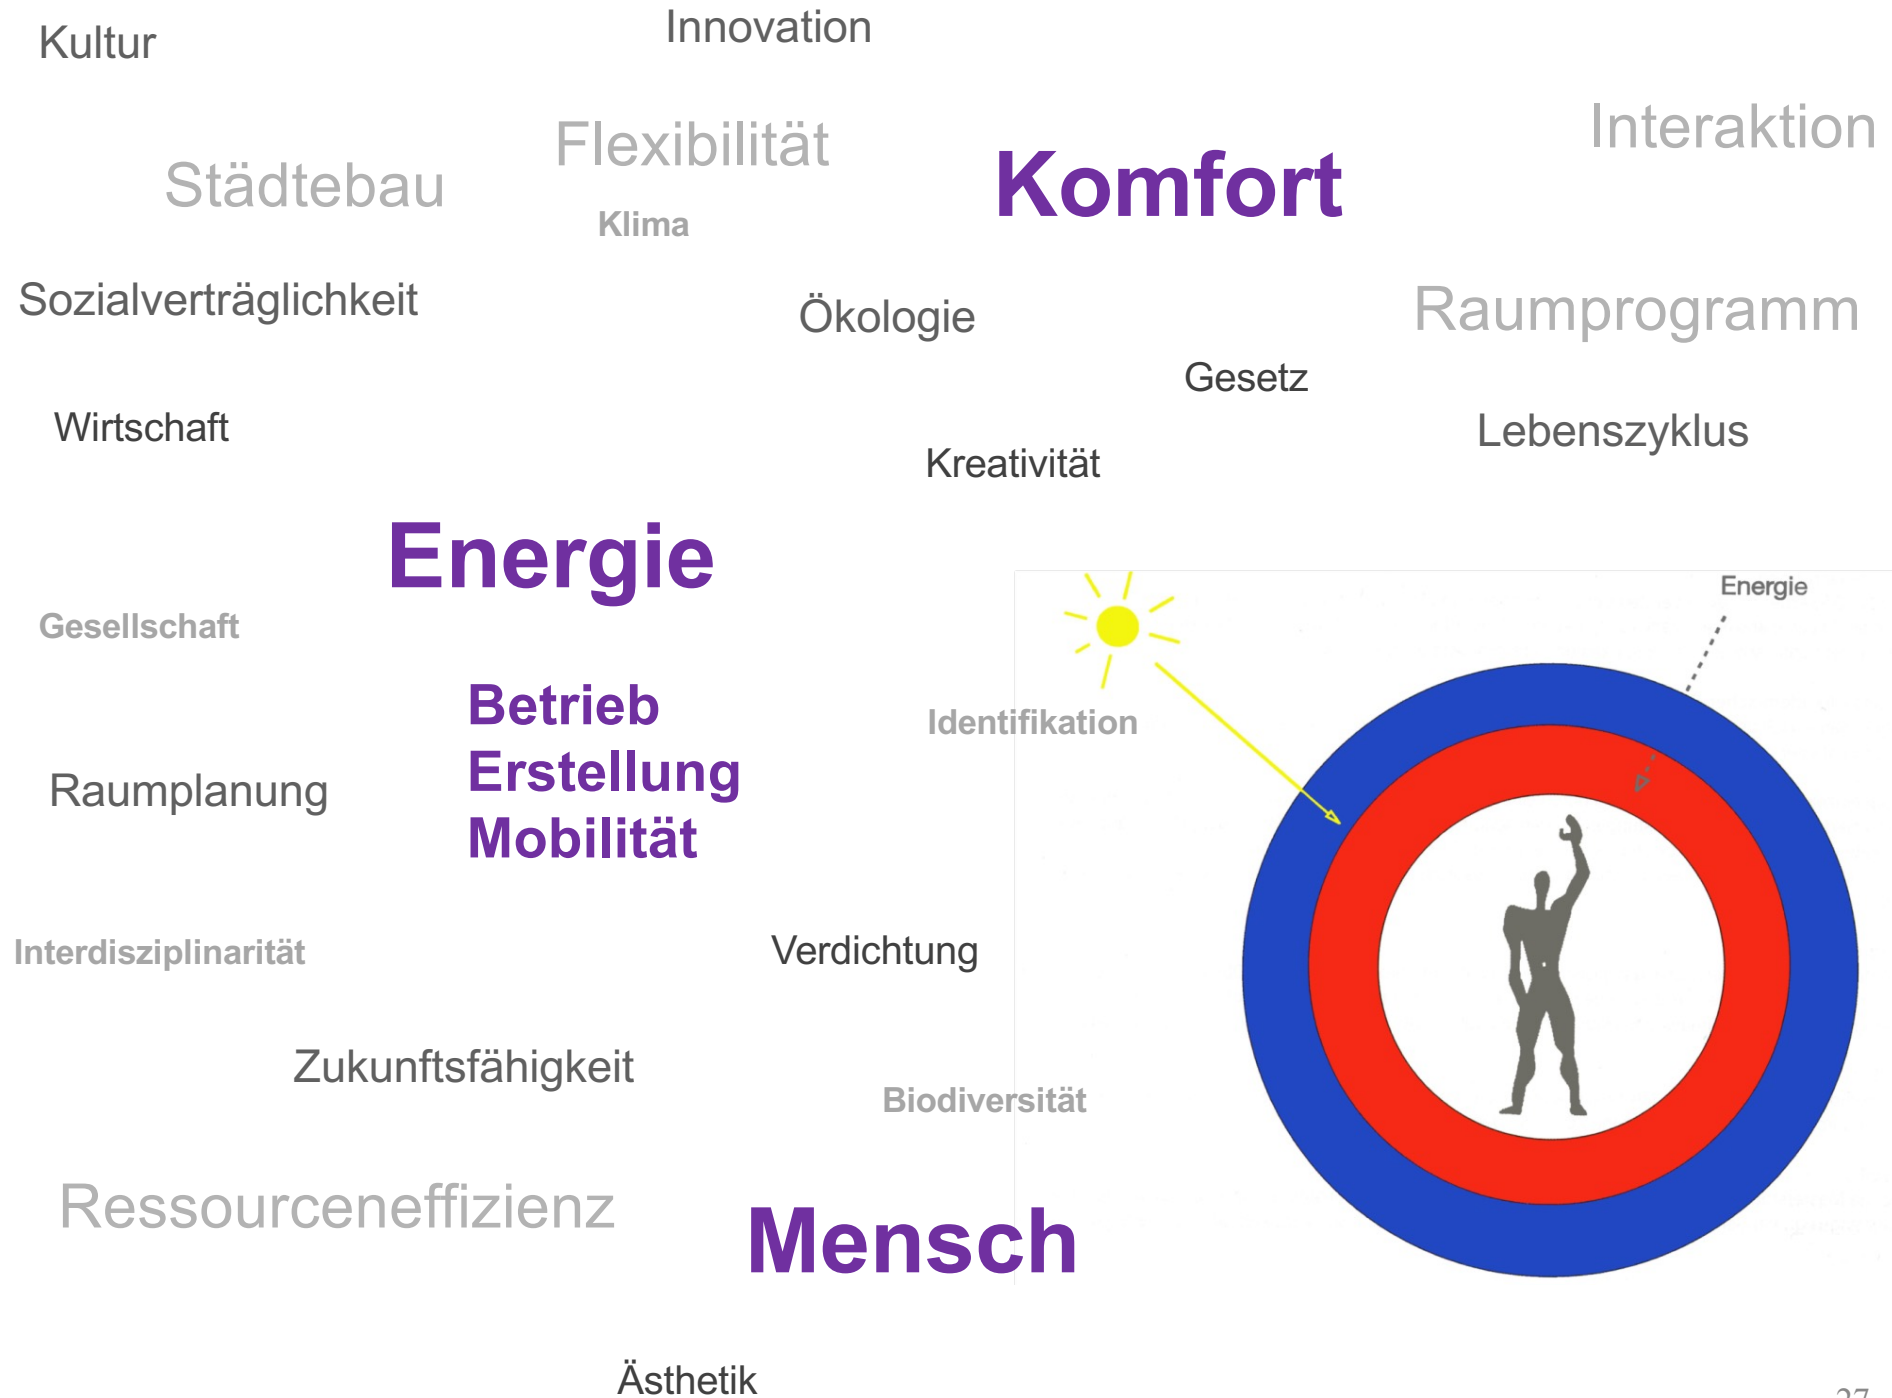 Kultur
Innovation
Interaktion
Flexibilität
Städtebau
Komfort
Klima
Sozialverträglichkeit
Ökologie
Raumprogramm
Gesetz
Wirtschaft
Lebenszyklus
Kreativität
Energie
Energie
Gesellschaft
Betrieb
Identifikation
Erstellung
Raumplanung
Mobilität
Interdisziplinarität
Verdichtung
Zukunftsfähigkeit
Biodiversität
Ressourceneffizienz
Mensch
Ästhetik
27